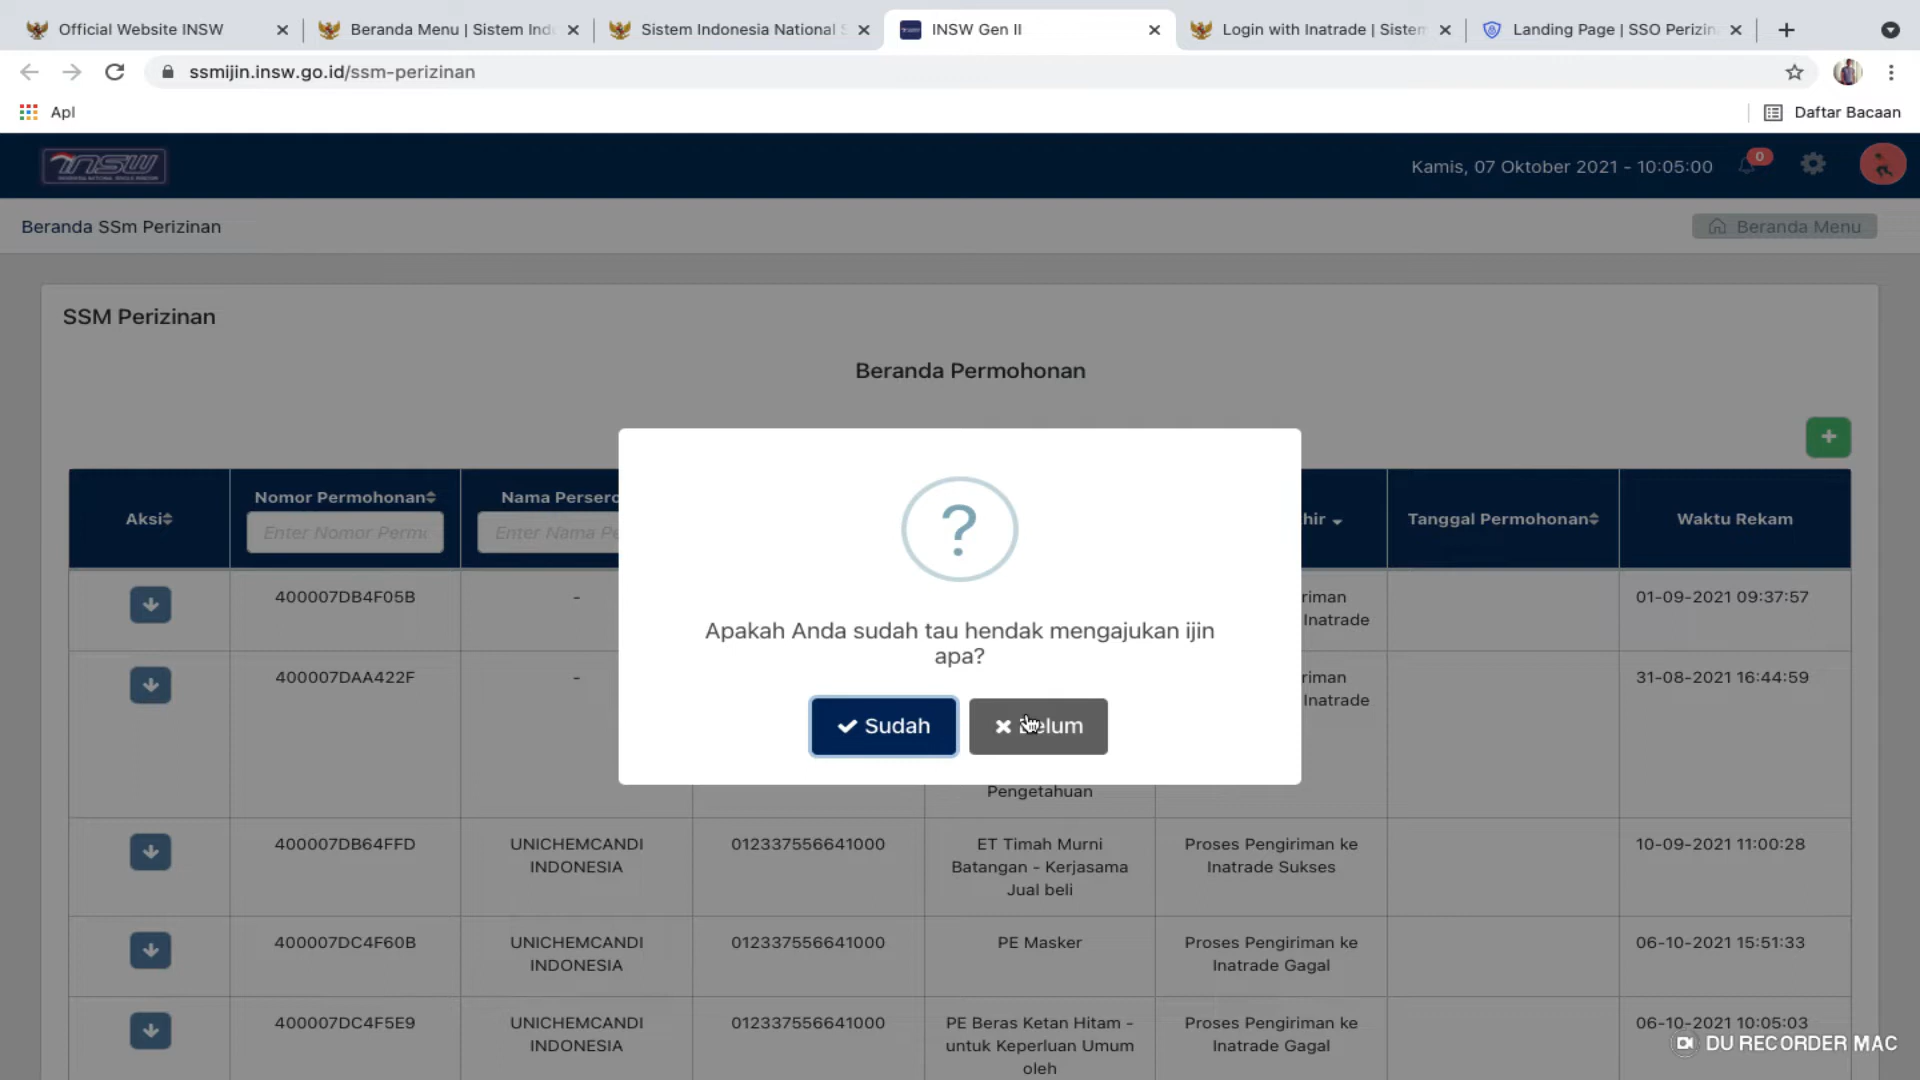 Official Website INSW
Beranda Menu | Sistem Ind
Sistem Indonesia National S
INSW Gen II
Login with Inatrade | Sistem
Landing Page | SSO Perizin
ssmijin.insw.go.id/ssm-perizinan
Apl
Daftar Bacaan
INSW
Kamis, 07 Oktober 2021 - 10:05:00
0
Beranda SSm Perizinan
Beranda Menu
SSM Perizinan
Beranda Permohonan
Aksi
Nomor Permohonan
Enter Nomor Perm
Nama Perser
Enter Nama Pe
hir
Tanggal Permohonan
Waktu Rekam
400007DB4F05B
-
riman
Inatrade
01-09-2021 09:37:57
400007DAA422F
-
riman
Inatrade
31-08-2021 16:44:59
Pengetahuan
?
Apakah Anda sudah tau hendak mengajukan ijin
apa?
Sudah
elum
400007DB64FFD
UNICHEMCANDI
INDONESIA
012337556641000
ET Timah Murni
Batangan - Kerjasama
Jual beli
Proses Pengiriman ke
Inatrade Sukses
10-09-2021 11:00:28
400007DC4F60B
UNICHEMCANDI
INDONESIA
012337556641000
PE Masker
Proses Pengiriman ke
Inatrade Gagal
06-10-2021 15:51:33
400007DC4F5E9
UNICHEMCANDI
INDONESIA
012337556641000
PE Beras Ketan Hitam -
untuk Keperluan Umum
oleh
Proses Pengiriman ke
Inatrade Gagal
06-10-2021 10:05:03
DU RECORDER MAC